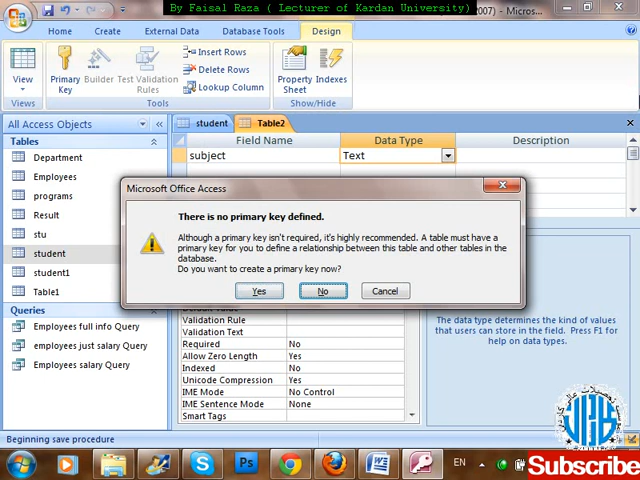 By Faisal Raza ( Lecturer of Kardan University)
2007) - Micros...
Home
Create
External Data
Database Tools
Design
View
Primary Key
Builder
Test Validation Rules
Insert Rows
Delete Rows
Lookup Column
Property Sheet
Indexes
Views
Tools
Show/Hide
All Access Objects
student
Table2
Tables
Department
Employees
programs
Result
stu
student
student1
Table1
Queries
Employees full info Query
Employees just salary Query
Employees salary Query
Field Name
Data Type
Description
subject
Text
Microsoft Office Access
There is no primary key defined.
Although a primary key isn't required, it's highly recommended. A table must have a
primary key for you to define a relationship between this table and other tables in the
database.
Do you want to create a primary key now?
Yes
No
Cancel
Validation Rule
Validation Text
Required No
Allow Zero Length Yes
Indexed No
Unicode Compression Yes
IME Mode No Control
IME Sentence Mode None
Smart Tags
The data type determines the kind of values
that users can store in the field. Press F1 for
help on data types.
Beginning save procedure
EN
Subscribe